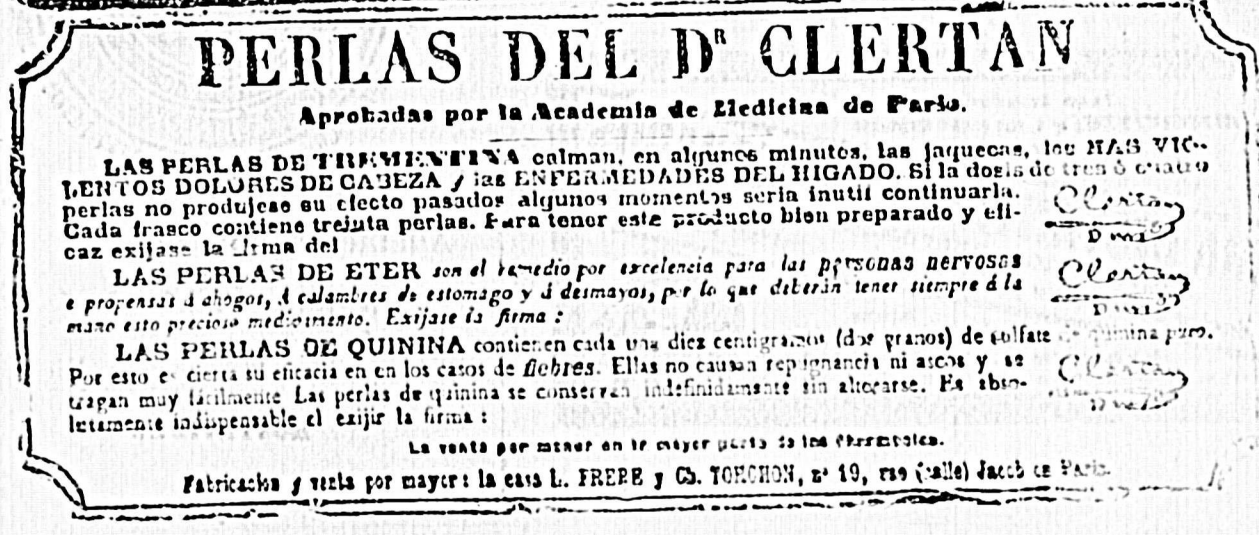 PERLAS DEL Dʀ CLERTAN
Aprobadas por la Academia de Medicina de Paris.
LAS PERLAS DE TREMENTINA calman, en algunos minutos, las jaquecas, los MAS VIO-
LENTOS DOLORES DE CABEZA y las ENFERMEDADES DEL HIGADO. Si la dosis de tres ó cuatro
perlas no produjese su efecto pasados algunos momentos seria inutil continuarla.
Cada frasco contiene treinta perlas. Para tener este producto bien preparado y efi-
caz exijase la firma del
Clertan
LAS PERLAS DE ETER son el remedio por excelencia para las personas nervosas
e propensas á ahogos, á calambres de estomago y á desmayos, por lo que deberán tener siempre á la
mano esto precioso medicamento. Exijase la firma :
Clertan
LAS PERLAS DE QUININA contienen cada una diez centigramos (dos granos) de sulfate de quinina puro.
Por esto es cierta su eficacia en en los casos de fiebres. Ellas no causan repugnancia ni ascos y se
tragan muy fácilmente Las perlas de quinina se conservan indefinidamente sin alterarse. Es abso-
lutamente indispensable el exijir la firma :
Clertan
La venta por menor en la mayor parte de las Pharmacies.
Fabricacion y venta por mayor : la casa L. FRERE y Ch. TORCHON, nº 19, rue (calle) Jacob en Paris.